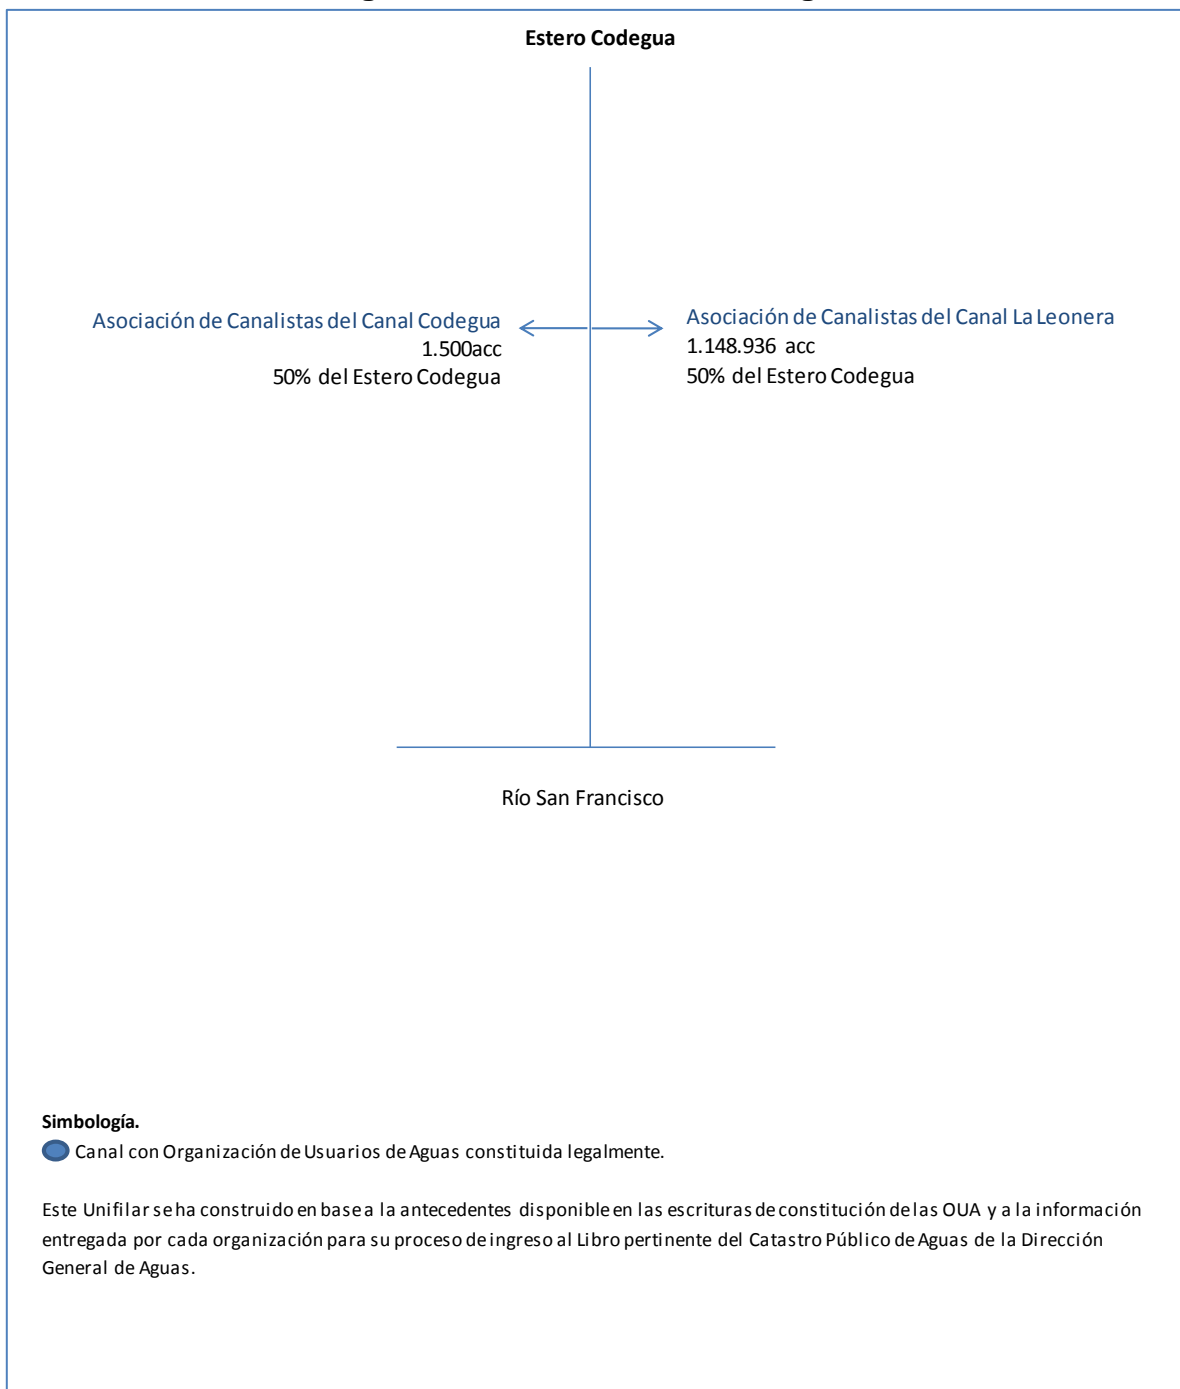 Estero Codegua
Asociación de Canalistas del Canal Codegua
1.500acc
50% del Estero Codegua
Asociación de Canalistas del Canal La Leonera
1.148.936 acc
50% del Estero Codegua
Río San Francisco
Simbología.
Canal con Organización de Usuarios de Aguas constituida legalmente.
Este Unifilar se ha construido en base a la antecedentes disponible en las escrituras de constitución de las OUA y a la información
entregada por cada organización para su proceso de ingreso al Libro pertinente del Catastro Público de Aguas de la Dirección
General de Aguas.